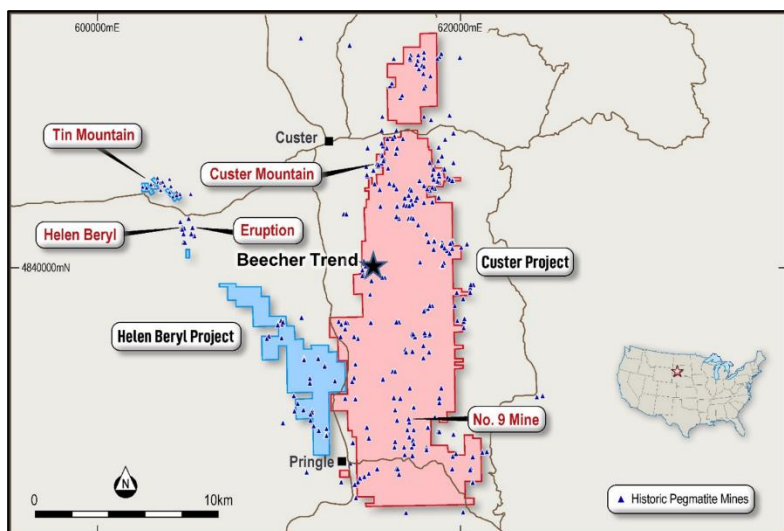 600000mE
620000mE
Tin Mountain
Custer
Custer Mountain
Helen Beryl
Eruption
Beecher Trend
Custer Project
4840000mN
Helen Beryl Project
No. 9 Mine
Pringle
N
0
10km
Historic Pegmatite Mines